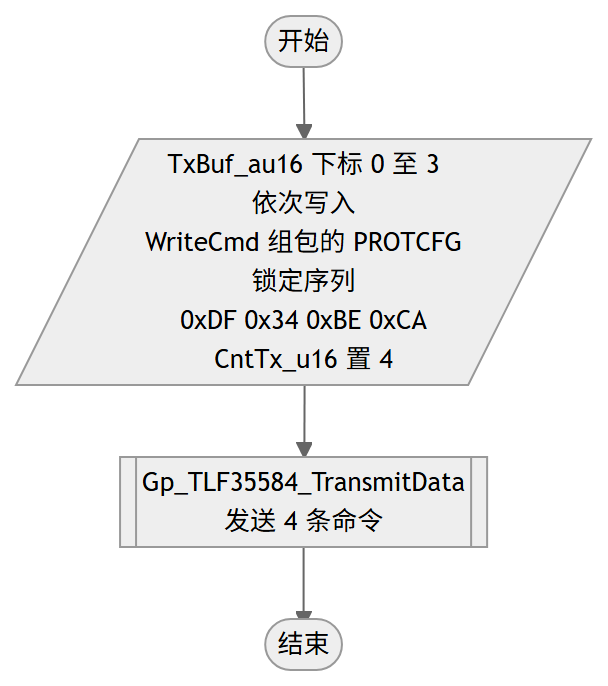 开始
TxBuf_au16 下标 0 至 3
依次写入
WriteCmd 组包的 PROTCFG
锁定序列
0xDF 0x34 0xBE 0xCA
CntTx_u16 置 4
Gp_TLF35584_TransmitData
发送 4 条命令
结束